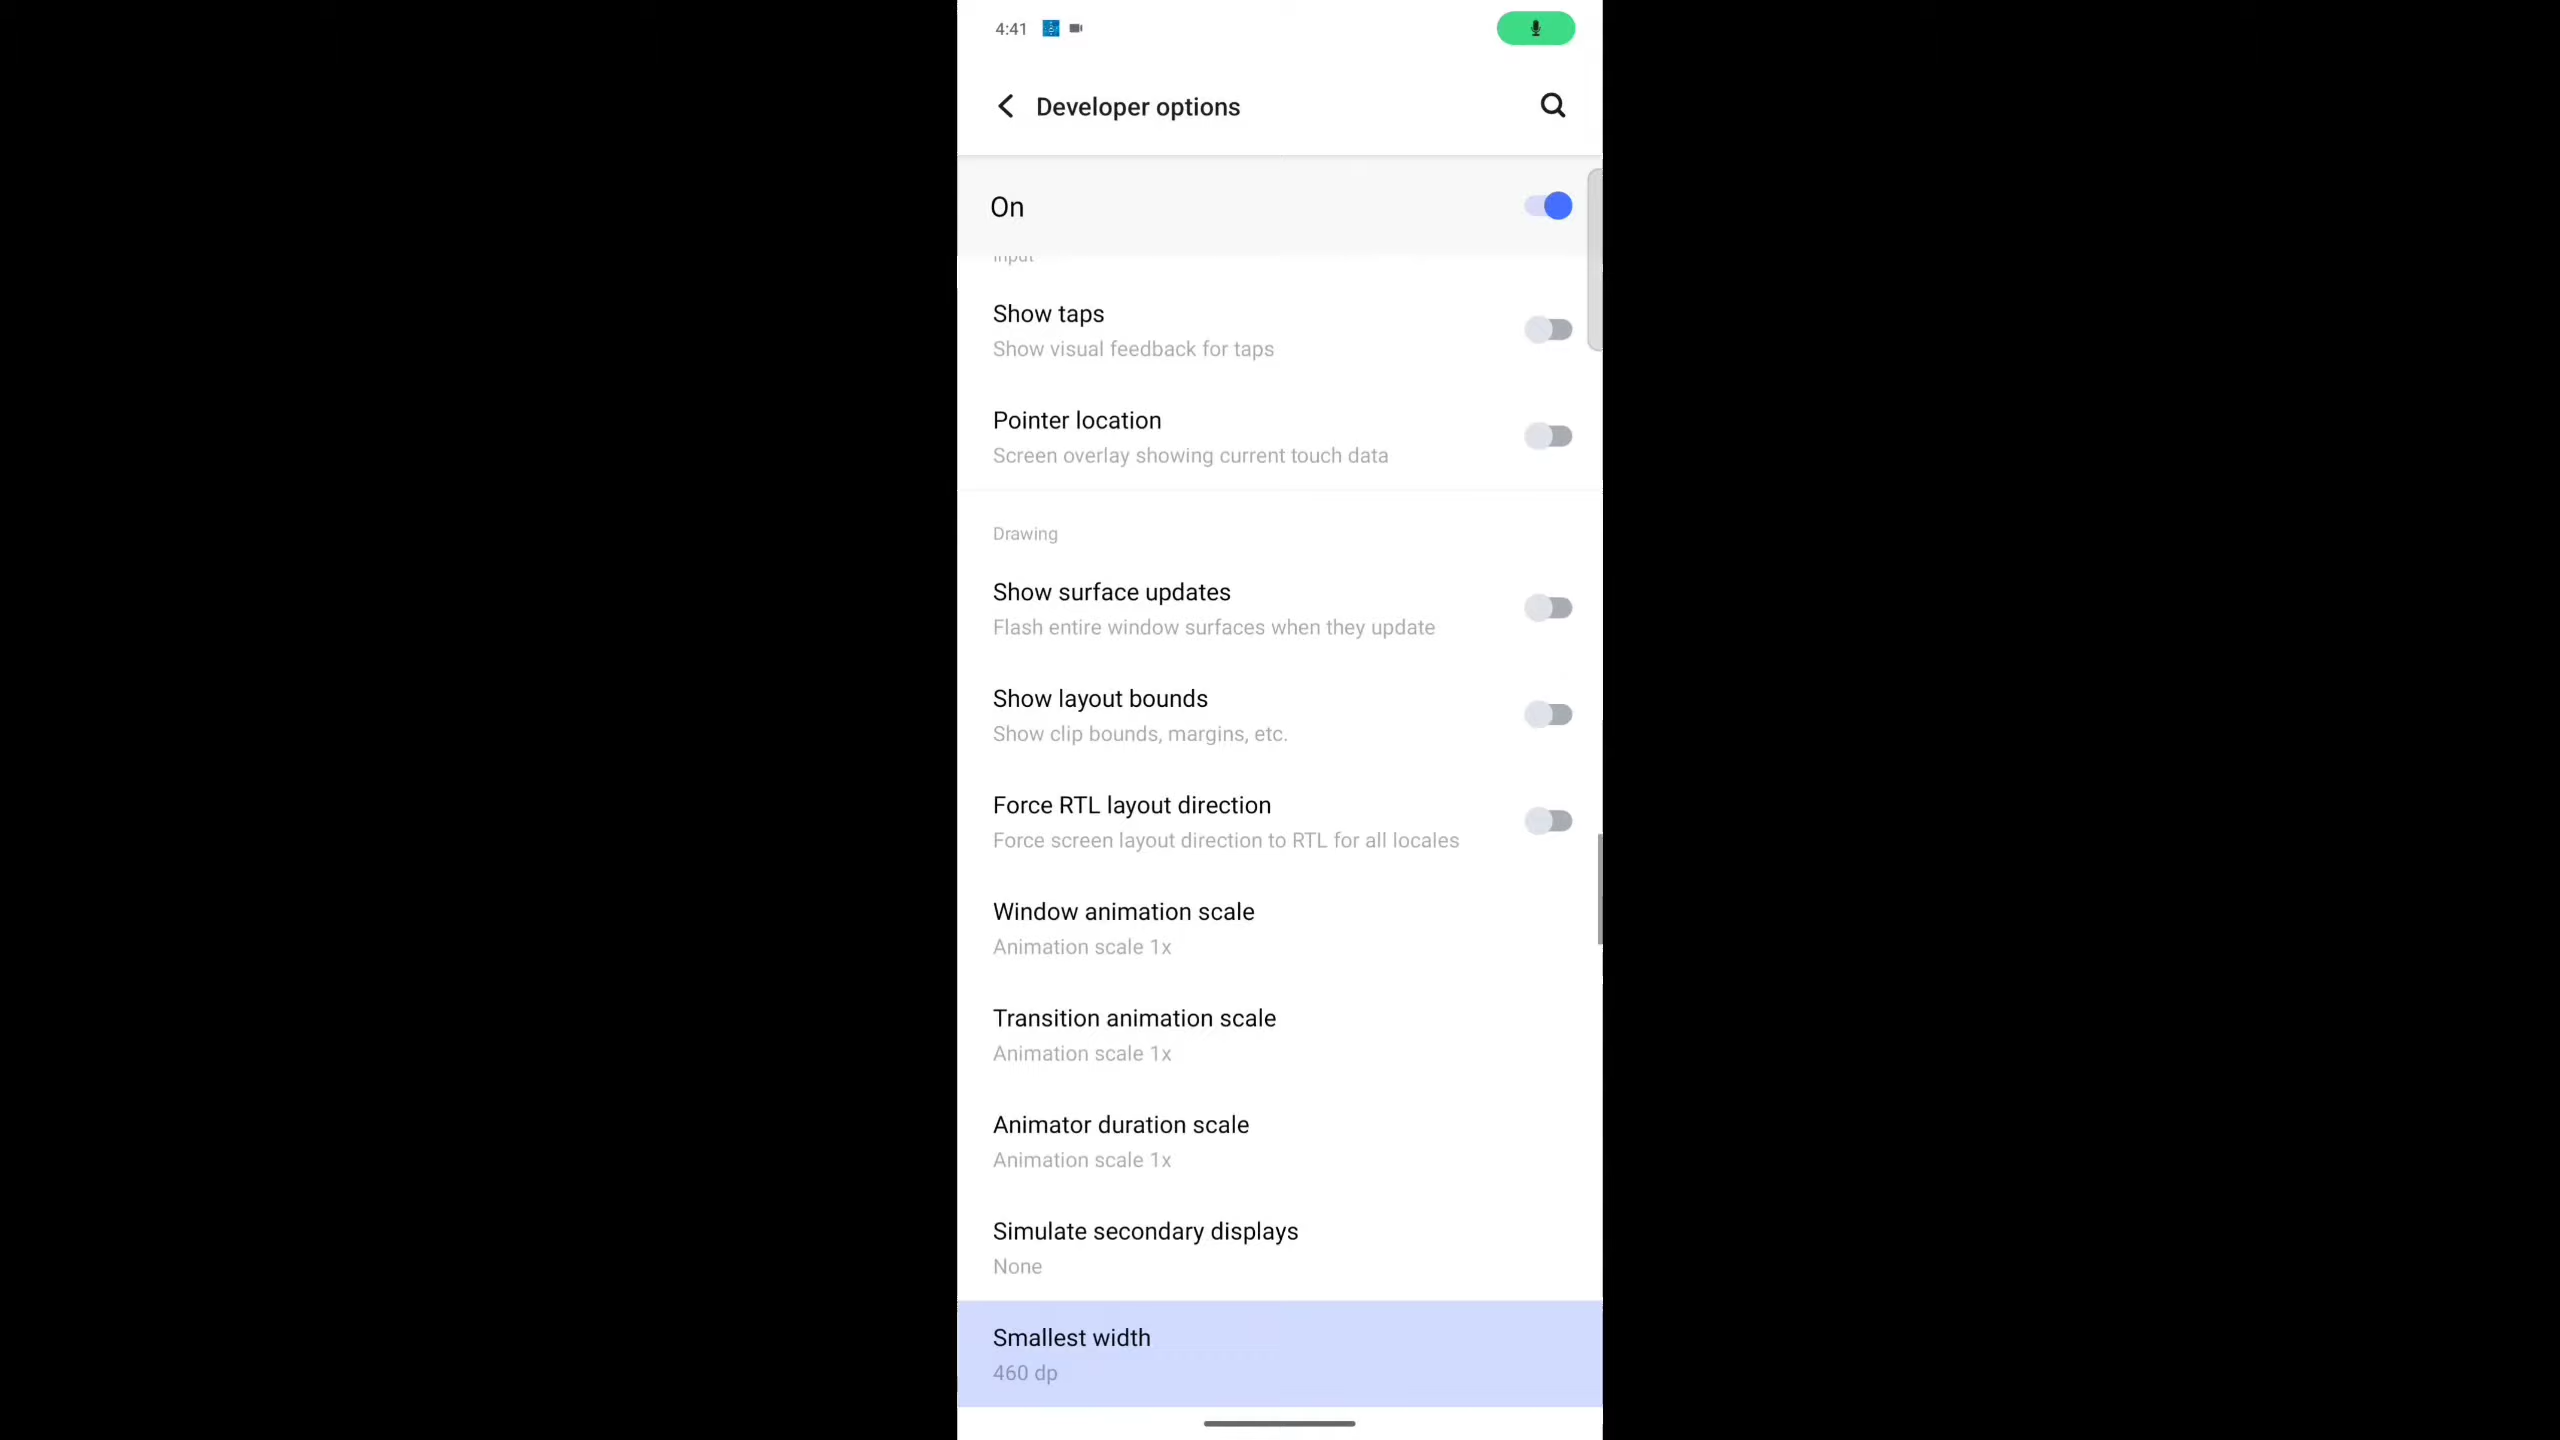 4:41
Developer options
On
Input
Show taps
Show visual feedback for taps
Pointer location
Screen overlay showing current touch data
Drawing
Show surface updates
Flash entire window surfaces when they update
Show layout bounds
Show clip bounds, margins, etc.
Force RTL layout direction
Force screen layout direction to RTL for all locales
Window animation scale
Animation scale 1x
Transition animation scale
Animation scale 1x
Animator duration scale
Animation scale 1x
Simulate secondary displays
None
Smallest width
460 dp